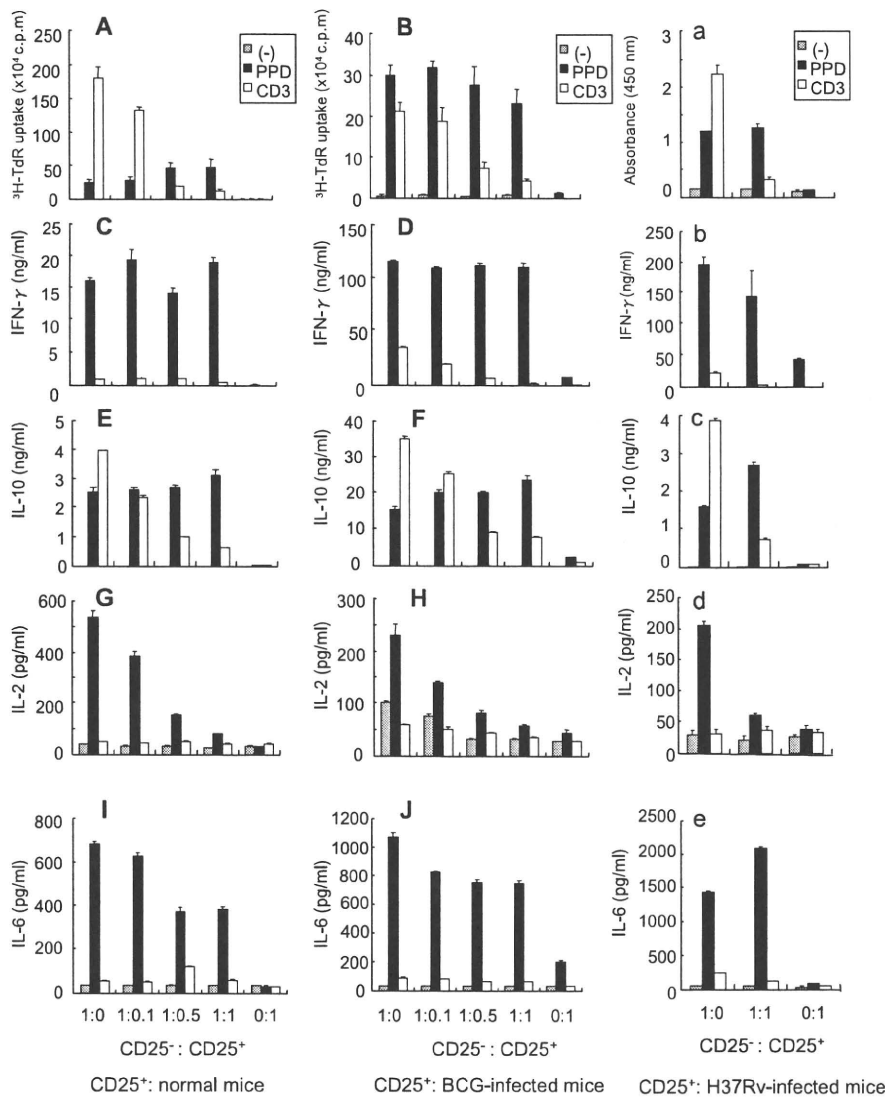 A
³H-TdR uptake (x10⁴ c.p.m)
250
200
150
100
50
0
(-)
PPD
CD3
B
³H-TdR uptake (x10⁴ c.p.m)
40
30
20
10
0
(-)
PPD
CD3
a
Absorbance (450 nm)
3
2
1
0
(-)
PPD
CD3
C
IFN-γ (ng/ml)
25
20
15
10
5
0
D
IFN-γ (ng/ml)
150
100
50
0
b
IFN-γ (ng/ml)
250
200
150
100
50
0
E
IL-10 (ng/ml)
5
4
3
2
1
0
F
IL-10 (ng/ml)
40
30
20
10
0
c
IL-10 (ng/ml)
4
3
2
1
0
G
IL-2 (pg/ml)
600
400
200
0
H
IL-2 (pg/ml)
300
200
100
50
0
d
IL-2 (pg/ml)
250
200
150
100
50
0
I
IL-6 (pg/ml)
800
600
400
200
0
J
IL-6 (pg/ml)
1200
1000
800
600
400
200
0
e
IL-6 (pg/ml)
2500
2000
1500
1000
500
0
1:0 1:0.1 1:0.5 1:1 0:1
CD25⁻ : CD25⁺
CD25⁺: normal mice
1:0 1:0.1 1:0.5 1:1 0:1
CD25⁻ : CD25⁺
CD25⁺: BCG-infected mice
1:0 1:1 0:1
CD25⁻ : CD25⁺
CD25⁺: H37Rv-infected mice